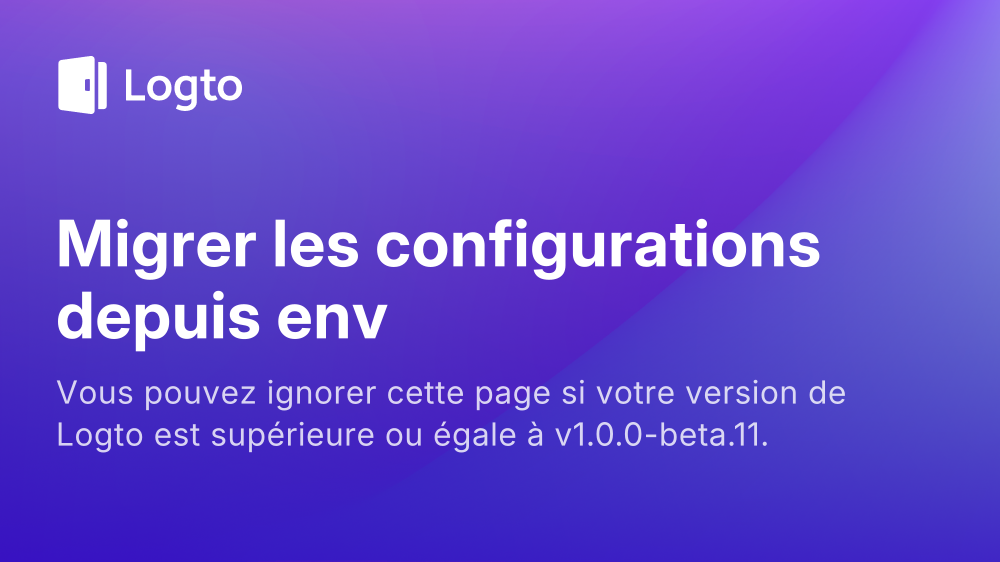 Logto
Migrer les configurations
depuis env
Vous pouvez ignorer cette page si votre version de
Logto est supérieure ou égale à v1.0.0-beta.11.